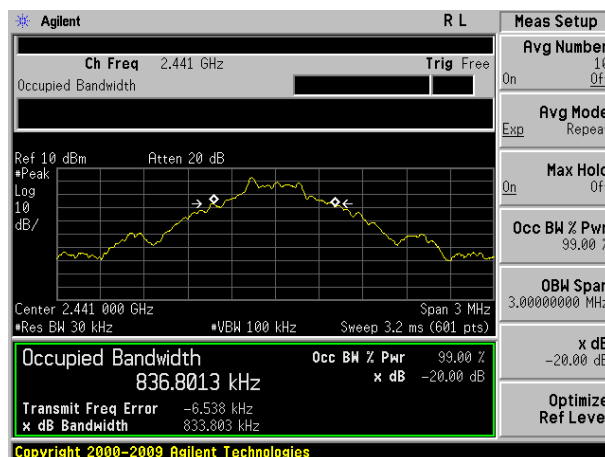 Agilent R L Meas Setup
Ch Freq 2.441 GHz Trig Free
Occupied Bandwidth
Avg Number
10
On Of
Avg Mode
Exp Repea
Max Hold
On Of
Occ BW % Pwr
99.00 %
OBW Span
3.00000000 MHz
x dB
-20.00 dB
Optimize
Ref Leve
Ref 10 dBm Atten 20 dB
#Peak
Log
10
dB/
Center 2.441 000 GHz Span 3 MHz
#Res BW 30 kHz #VBW 100 kHz Sweep 3.2 ms (601 pts)
Occupied Bandwidth Occ BW % Pwr 99.00 %
836.8013 kHz x dB -20.00 dB
Transmit Freq Error -6.538 kHz
x dB Bandwidth 833.803 kHz
Copyright 2000-2009 Agilent Technologies